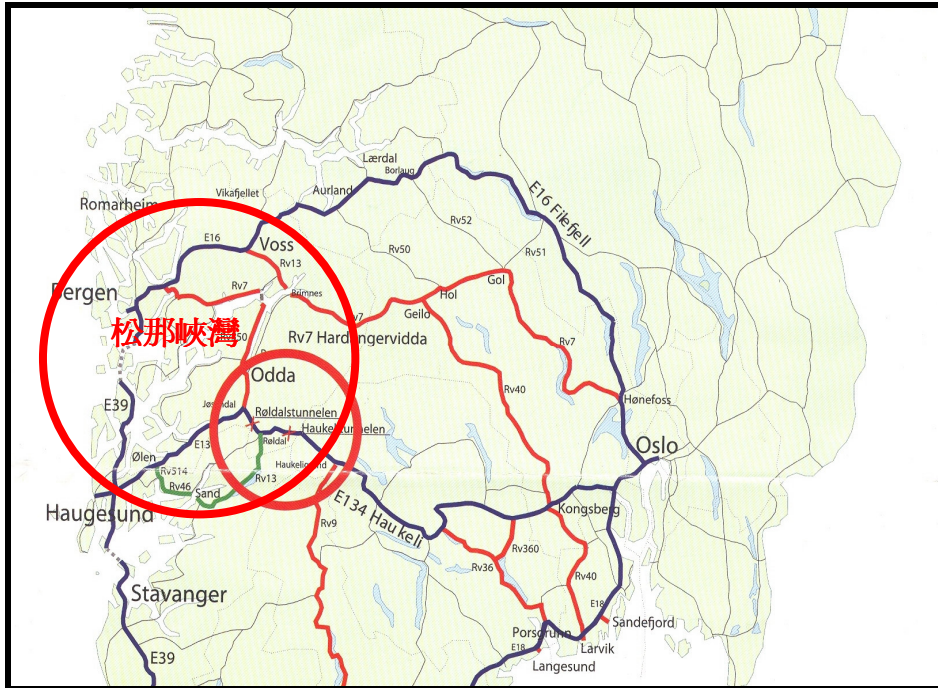 Lærdal
Borlaug
Vikafjellet
Aurland
Romarheim
E16 Filefjell
Rv52
E16
Voss
Rv50
Rv51
Rv13
Bergen
Rv7
Brimnes
Hol
Gol
Geilo
松那峽灣
Rv7 Hardangervidda
Rv7
Odda
Rv40
Hønefoss
E39
Jøsendal
Røldalstunnelen
Haukelitunnelen
Oslo
Ølen
Røldal
Rv514
Haukeligrend
Rv46
Sand
Rv13
E134 Haukeli
Haugesund
Kongsberg
Rv9
Rv360
Rv36
Rv40
Stavanger
E18
Sandefjord
Porsgrunn
E18
Larvik
E39
Langesund